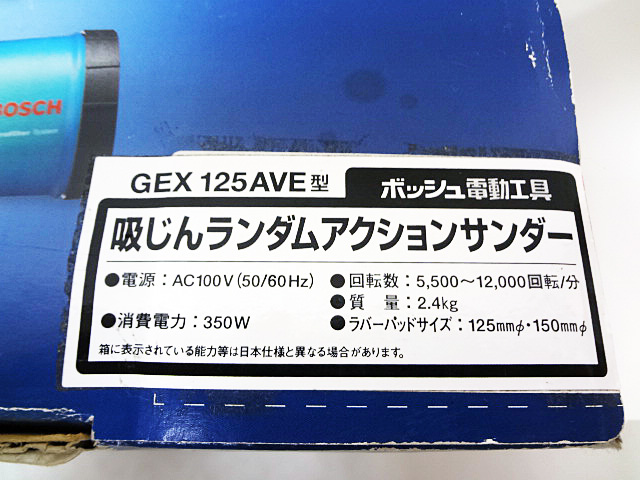 BOSCH
GEX 125AVE型 ボッシュ電動工具
吸じんランダムアクションサンダー
●電源：AC100V（50/60Hz） ●回転数：5,500〜12,000回転/分
●質　量：2.4kg
●消費電力：350W ●ラバーパッドサイズ：125mmφ・150mmφ
箱に表示されている能力等は日本仕様と異なる場合があります。